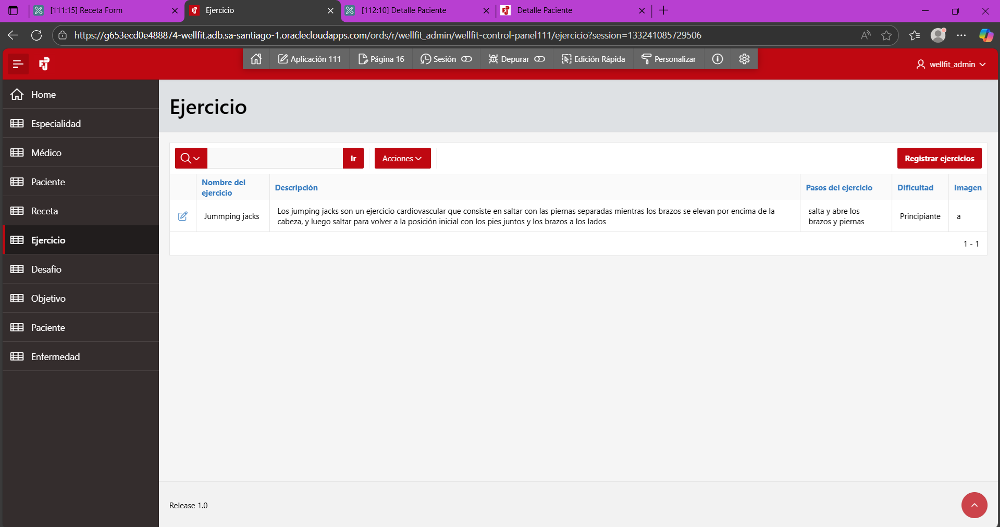 [111:15] Receta Form
Ejercicio
[112:10] Detalle Paciente
Detalle Paciente
https://g653ecd0e488874-wellfit.adb.sa-santiago-1.oraclecloudapps.com/ords/r/wellfit_admin/wellfit-control-panel111/ejercicio?session=133241085729506
Aplicación 111
Página 16
Sesión
Depurar
Edición Rápida
Personalizar
wellfit_admin
Home
Especialidad
Médico
Paciente
Receta
Ejercicio
Desafio
Objetivo
Paciente
Enfermedad
Ejercicio
Ir
Acciones
Registrar ejercicios
Nombre del
ejercicio
Descripción
Pasos del ejercicio
Dificultad
Imagen
Jummping jacks
Los jumping jacks son un ejercicio cardiovascular que consiste en saltar con las piernas separadas mientras los brazos se elevan por encima de la
cabeza, y luego saltar para volver a la posición inicial con los pies juntos y los brazos a los lados
salta y abre los
brazos y piernas
Principiante
a
1 - 1
Release 1.0